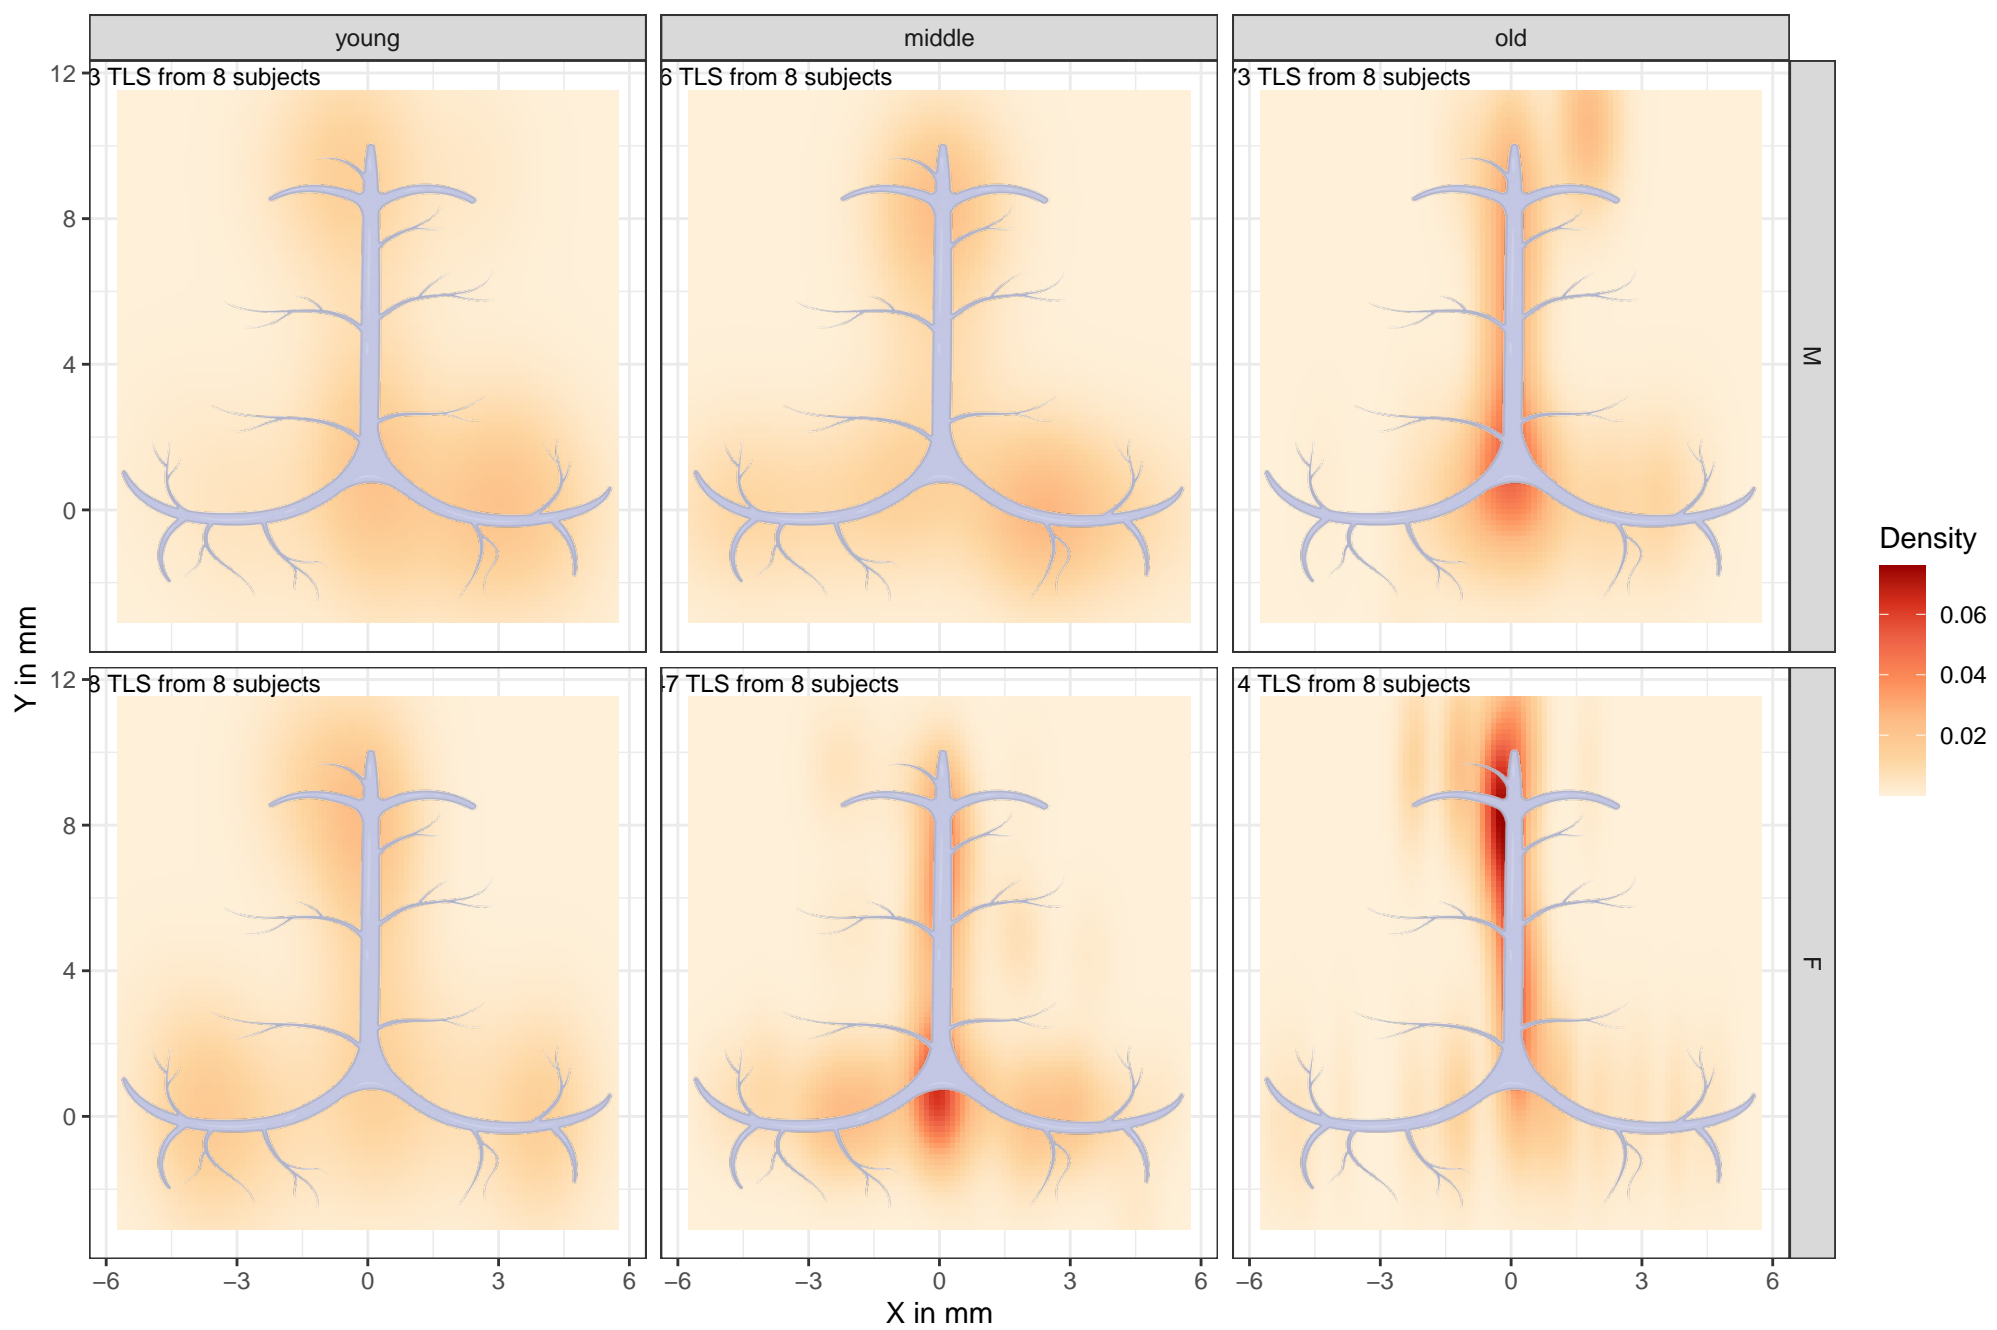 young
middle
old
3 TLS from 8 subjects
6 TLS from 8 subjects
73 TLS from 8 subjects
M
12
8
4
0
8 TLS from 8 subjects
47 TLS from 8 subjects
4 TLS from 8 subjects
F
12
8
4
0
−6 −3 0 3 6
−6 −3 0 3 6
−6 −3 0 3 6
X in mm
Y in mm
Density
0.06
0.04
0.02